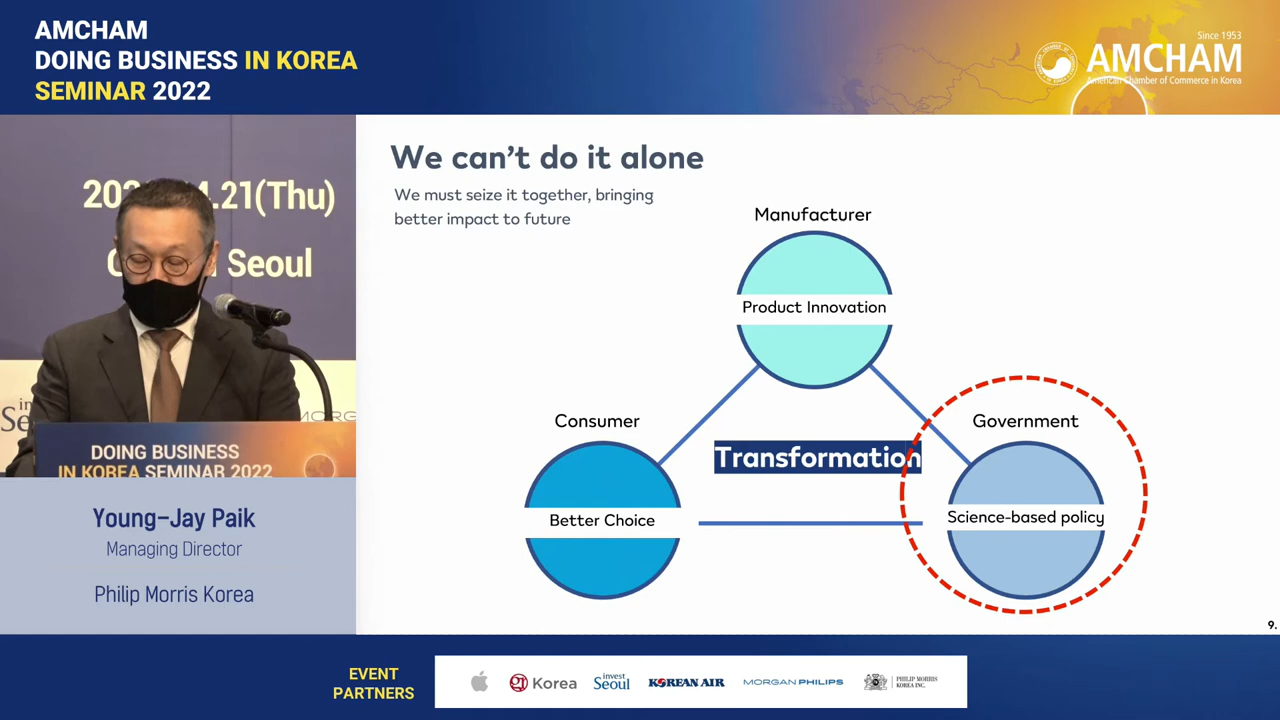 AMCHAM
DOING BUSINESS IN KOREA
SEMINAR 2022
Since 1953
AMCHAM
American Chamber of Commerce in Korea
4.21(Thu)
Seoul
DOING BUSINESS
IN KOREA SEMINAR 2022
Young-Jay Paik
Managing Director
Philip Morris Korea
We can't do it alone
We must seize it together, bringing
better impact to future
Manufacturer
Product Innovation
Consumer
Better Choice
Transformation
Government
Science-based policy
9.
EVENT
PARTNERS
Korea
invest
Seoul
KOREAN AIR
MORGAN PHILIPS
PHILIP MORRIS
KOREA INC.